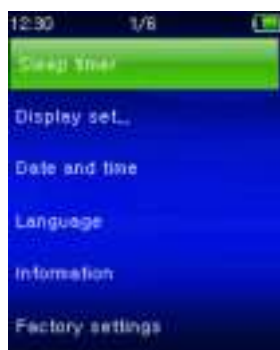 12:30 1/6
Sleep timer
Display set...
Date and time
Language
Information
Factory settings